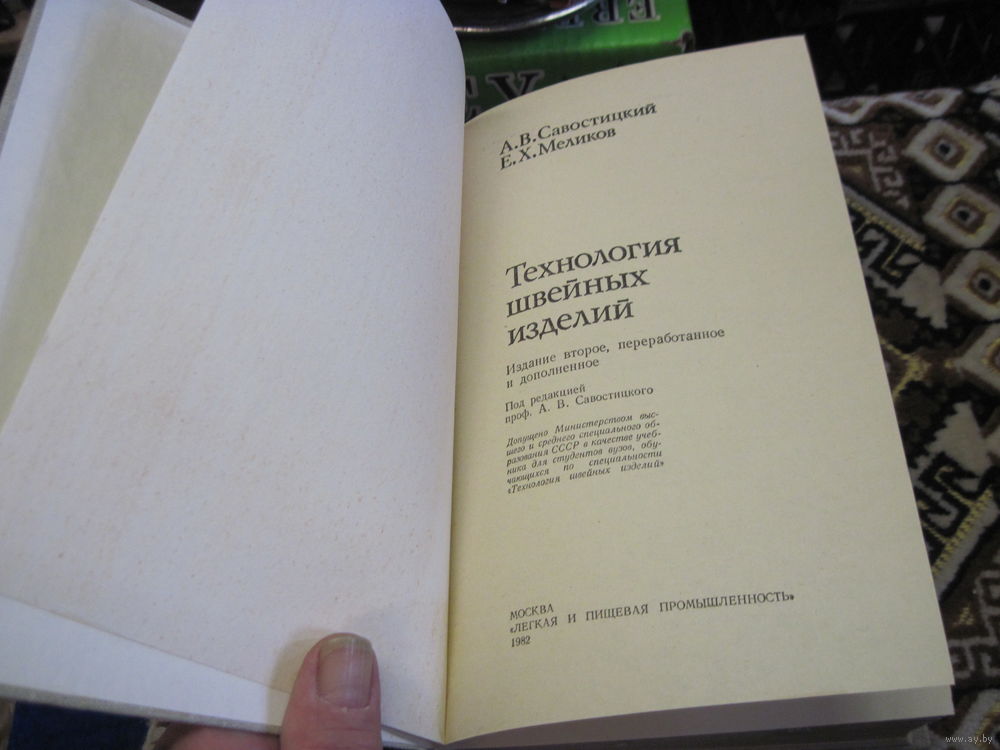 А. В. Савостицкий
Е. Х. Меликов
Технология
швейных
изделий
Издание второе, переработанное
и дополненное
Под редакцией
проф. А. В. Савостицкого
Допущено Министерством выс-
шего и среднего специального об-
разования СССР в качестве учеб-
ника для студентов вузов, обу-
чающихся по специальности
«Технология швейных изделий»
МОСКВА
«ЛЕГКАЯ И ПИЩЕВАЯ ПРОМЫШЛЕННОСТЬ»
1982
www.ay.by